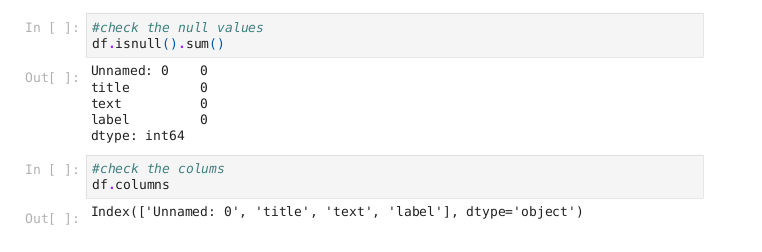 In [ ]: #check the null values
df.isnull().sum()
Out[ ]: Unnamed: 0    0
title         0
text          0
label         0
dtype: int64
In [ ]: #check the colums
df.columns
Out[ ]: Index(['Unnamed: 0', 'title', 'text', 'label'], dtype='object')